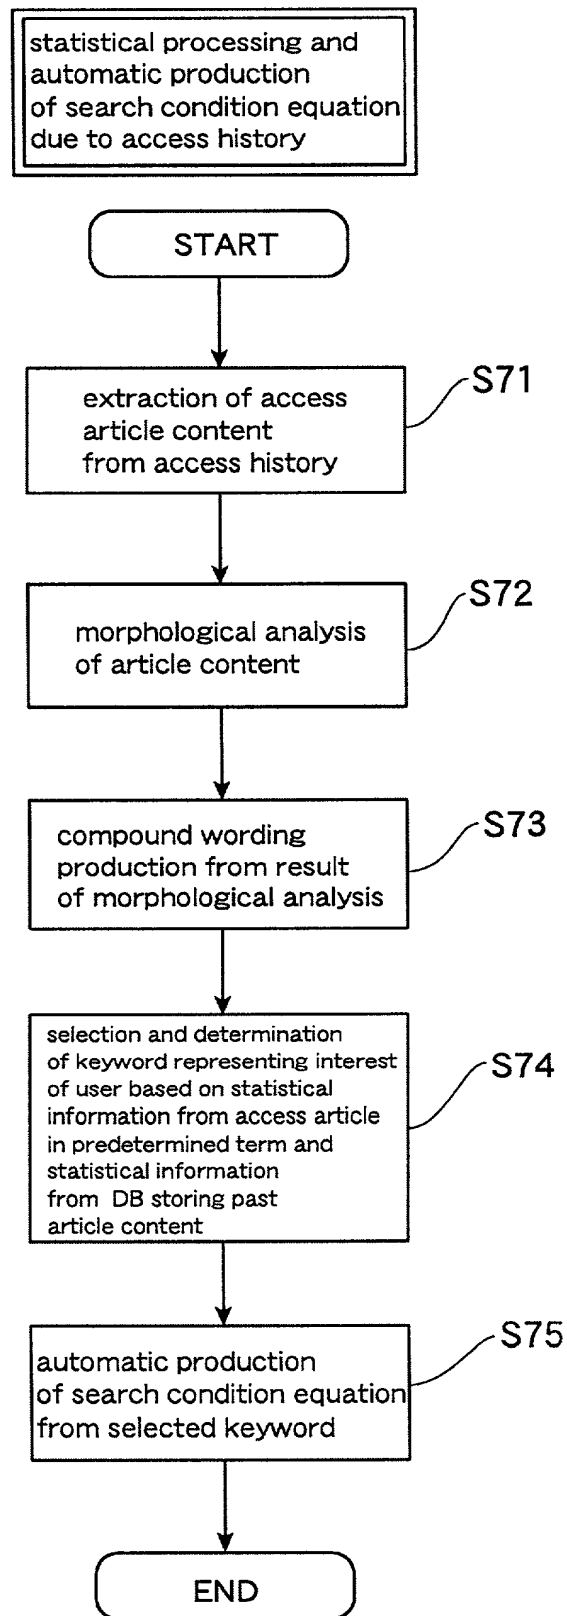 statistical processing and
automatic production
of search condition equation
due to access history
START
S71
extraction of access
article content
from access history
S72
morphological analysis
of article content
S73
compound wording
production from result
of morphological analysis
S74
selection and determination
of keyword representing interest
of user based on statistical
information from access article
in predetermined term and
statistical information
from DB storing past
article content
S75
automatic production
of search condition equation
from selected keyword
END